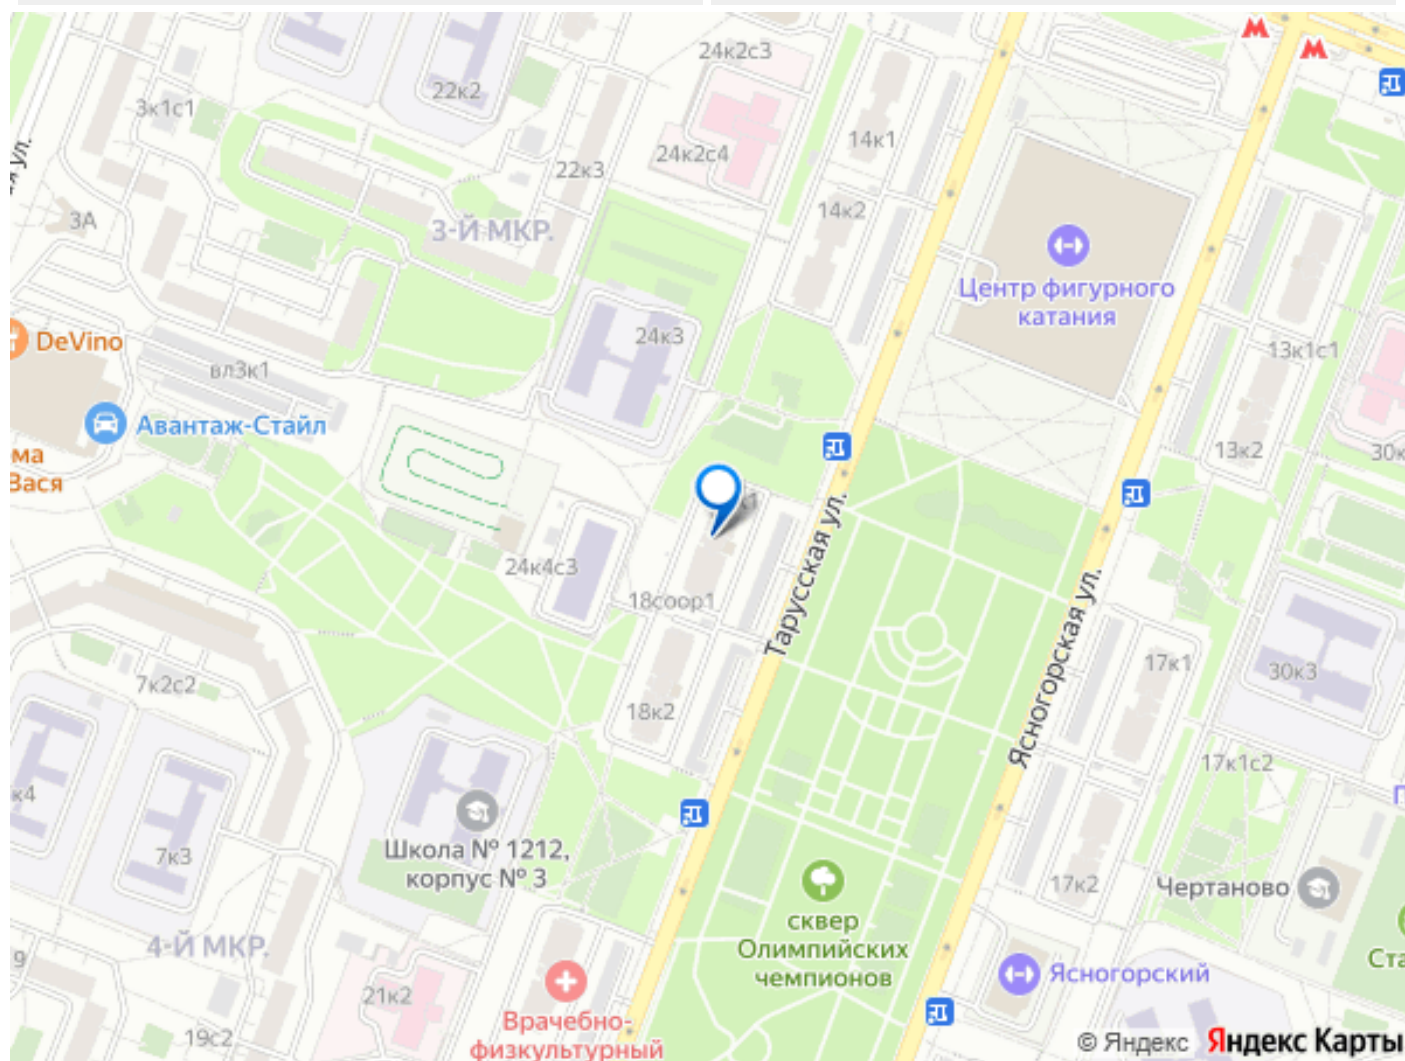 24к2с3
22к2
3к1с1
14к1
24к2с4
22к3
14к2
3А
3-Й МКР.
Центр фигурного
катания
24к3
DeVino
13к1с1
вл3к1
Авантаж-Стайл
13к2
Вася
Тарусская ул.
24к4с3
18соор1
Ясногорская ул.
17к1
30к3
7к2с2
18к2
17к1с2
к4
7к3
Школа № 1212,
корпус № 3
17к2
Чертаново
сквер
Олимпийских
чемпионов
4-Й МКР.
Ясногорский
21к2
19с2
Врачебно-
физкультурный
© Яндекс Яндекс Карты